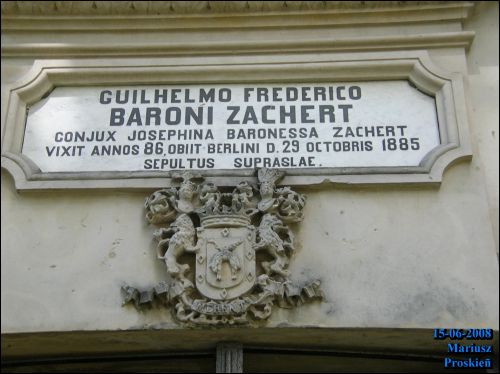 GUILHELMO FREDERICO
BARONI ZACHERT
CONJUX JOSEPHINA BARONESSA ZACHERT
VIXIT ANNOS 86, OBIIT BERLINI D. 29 OCTOBRIS 1885
SEPULTUS SUPRASLAE.
15-06-2008
Mariusz
Proskień